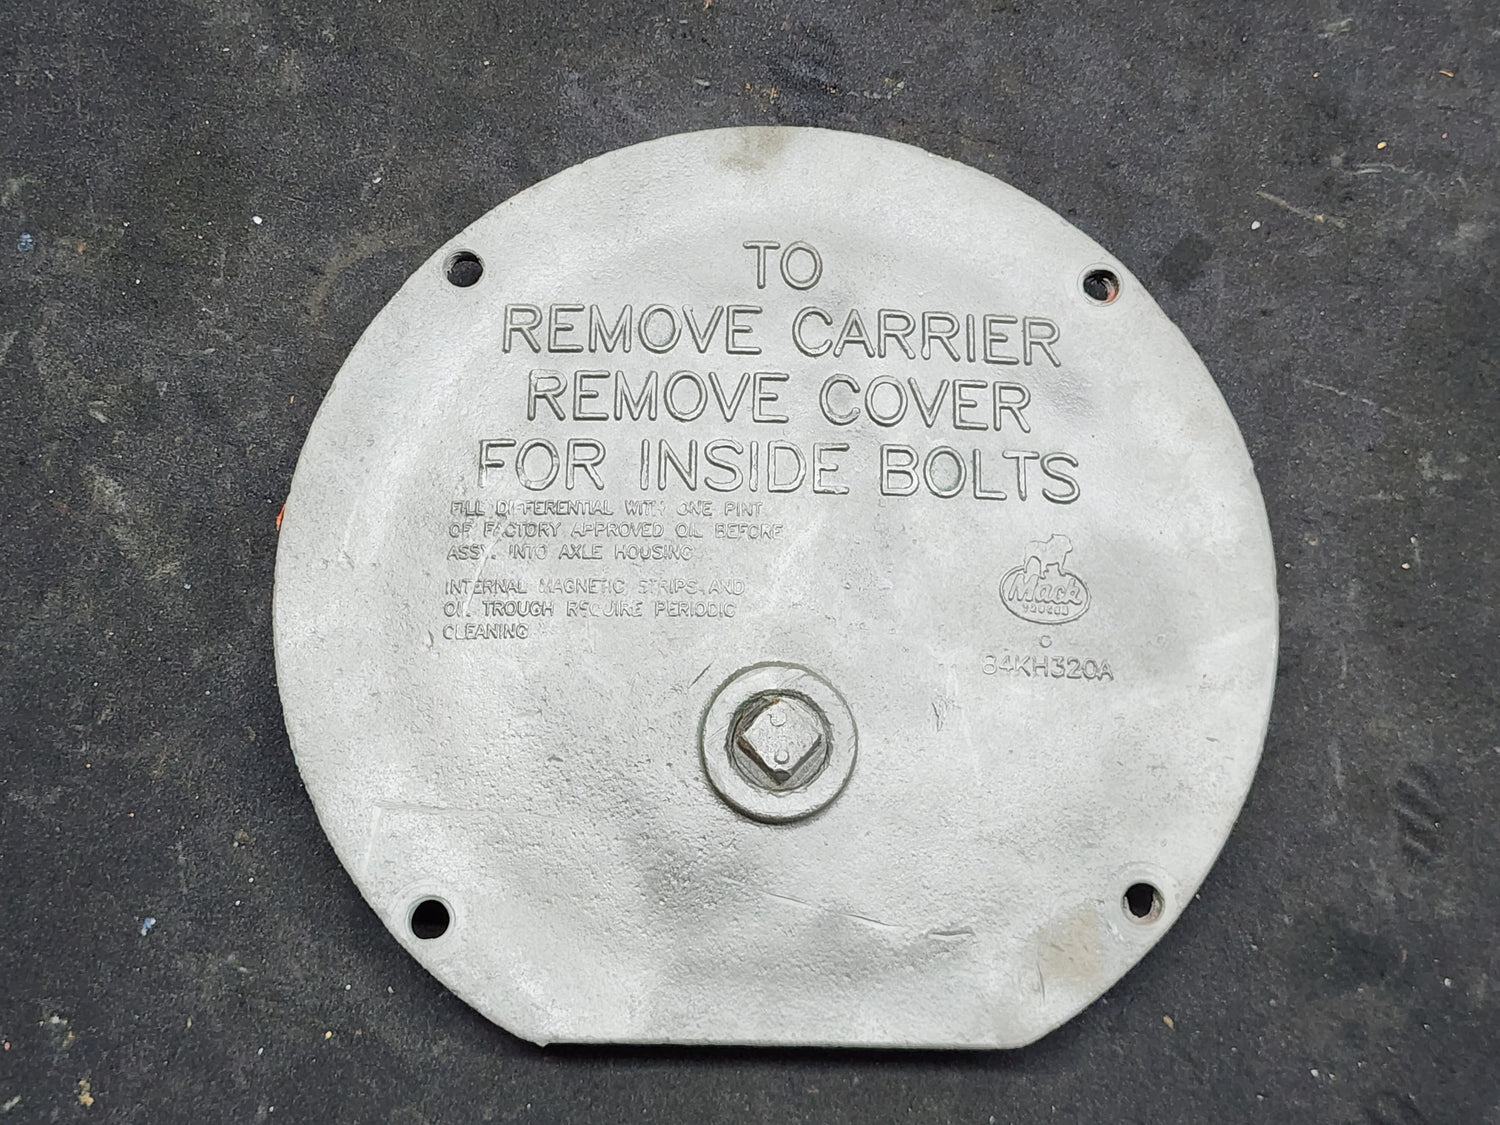 TO
REMOVE CARRIER
REMOVE COVER
FOR INSIDE BOLTS
FILL DIFFERENTIAL WITH ONE PINT
OF FACTORY APPROVED OIL BEFORE
ASSY. INTO AXLE HOUSING
INTERNAL MAGNETIC STRIPS AND
OIL TROUGH REQUIRE PERIODIC
CLEANING
Mack
84KH320A